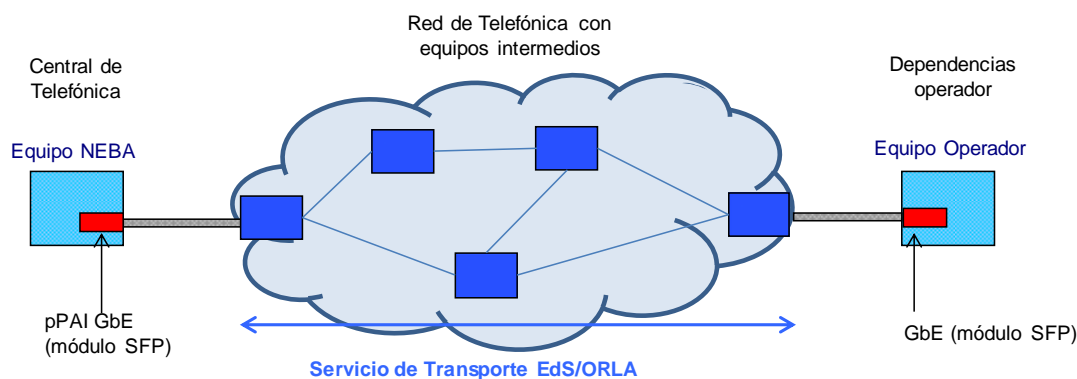 Red de Telefónica con
equipos intermedios
Central de
Telefónica
Dependencias
operador
Equipo NEBA
Equipo Operador
pPAI GbE
(módulo SFP)
GbE (módulo SFP)
Servicio de Transporte EdS/ORLA